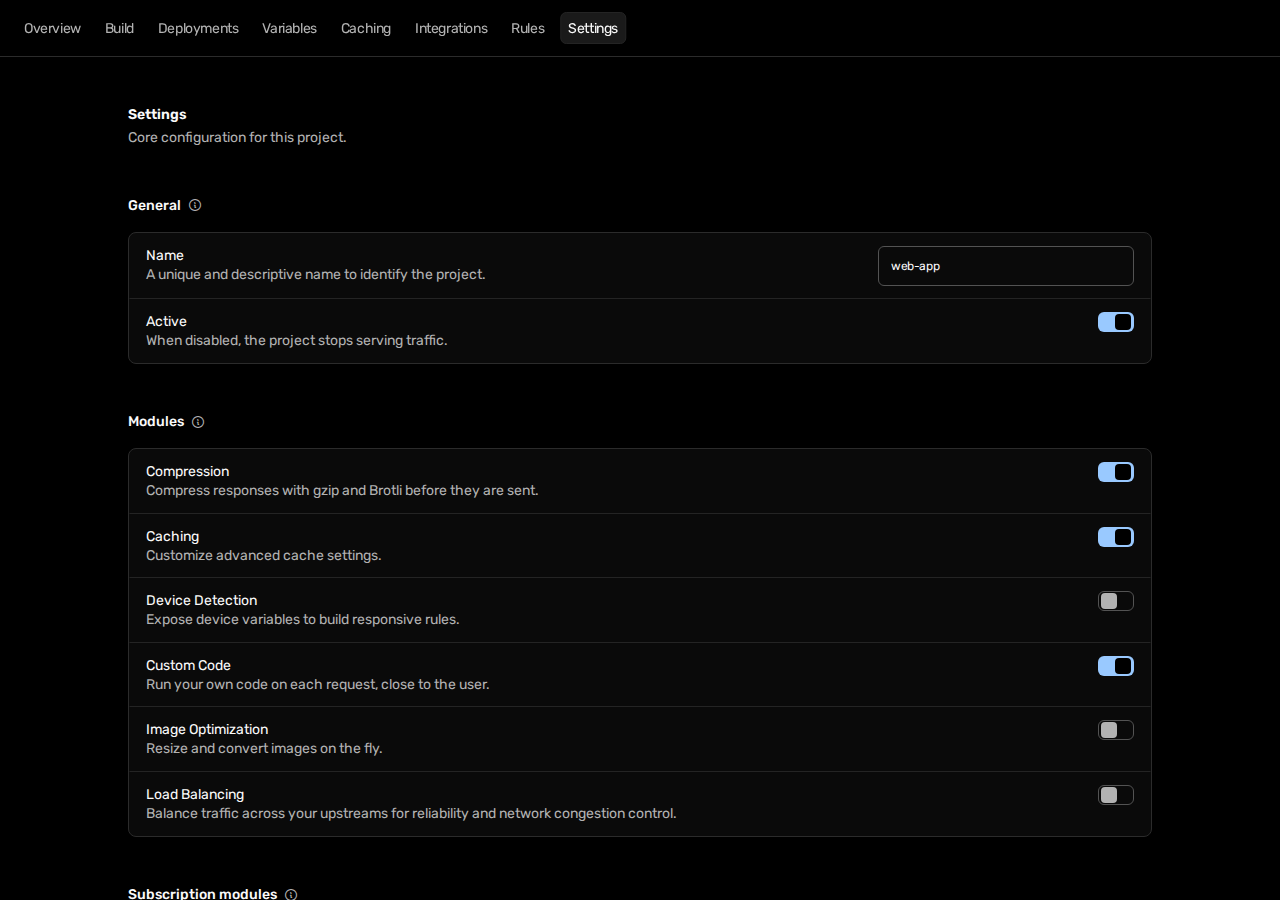 Overview Build Deployments Variables Caching Integrations Rules Settings
Settings
Core configuration for this project.
General
Name
A unique and descriptive name to identify the project.
web-app
Active
When disabled, the project stops serving traffic.
Modules
Compression
Compress responses with gzip and Brotli before they are sent.
Caching
Customize advanced cache settings.
Device Detection
Expose device variables to build responsive rules.
Custom Code
Run your own code on each request, close to the user.
Image Optimization
Resize and convert images on the fly.
Load Balancing
Balance traffic across your upstreams for reliability and network congestion control.
Subscription modules